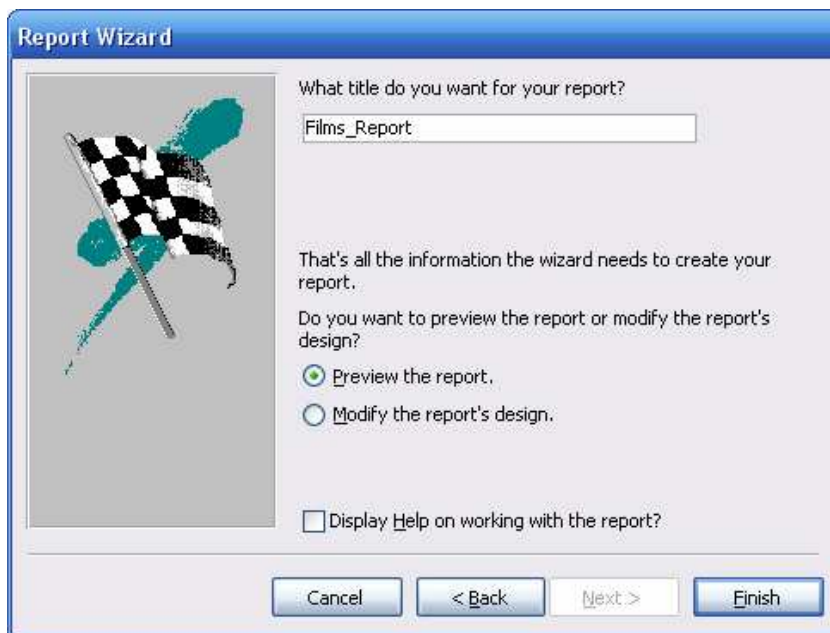 Report Wizard
What title do you want for your report?
Films_Report
That's all the information the wizard needs to create your
report.
Do you want to preview the report or modify the report's
design?
Preview the report.
Modify the report's design.
Display Help on working with the report?
Cancel
< Back
Next >
Finish